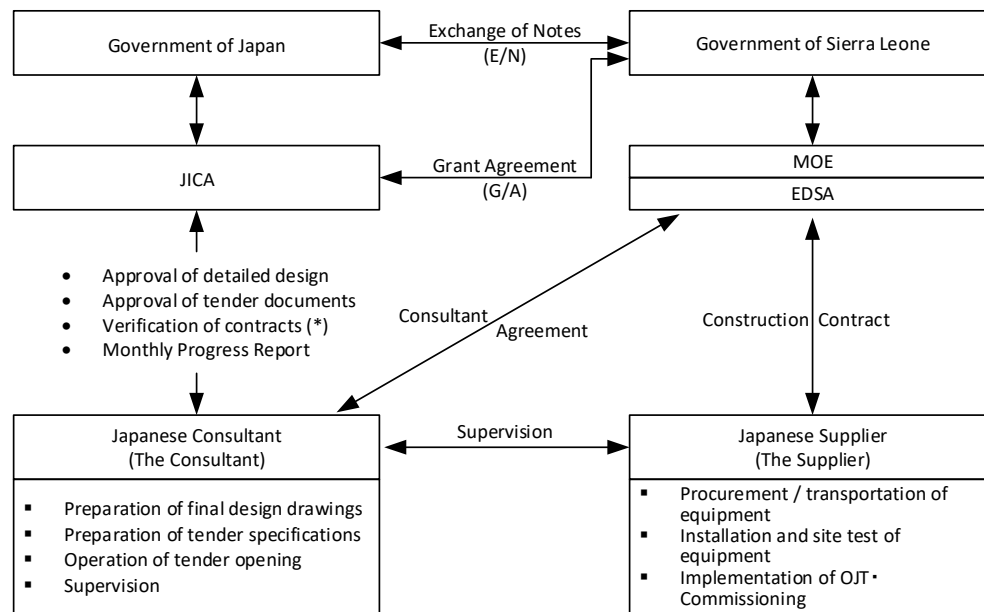 Government of Japan
Exchange of Notes
(E/N)
Government of Sierra Leone
JICA
Grant Agreement
(G/A)
MOE
EDSA
• Approval of detailed design
• Approval of tender documents
• Verification of contracts (*)
• Monthly Progress Report
Consultant
Agreement
Construction Contract
Japanese Consultant
(The Consultant)
Supervision
Japanese Supplier
(The Supplier)
▪ Preparation of final design drawings
▪ Preparation of tender specifications
▪ Operation of tender opening
▪ Supervision
▪ Procurement / transportation of
equipment
▪ Installation and site test of
equipment
▪ Implementation of OJT・
Commissioning